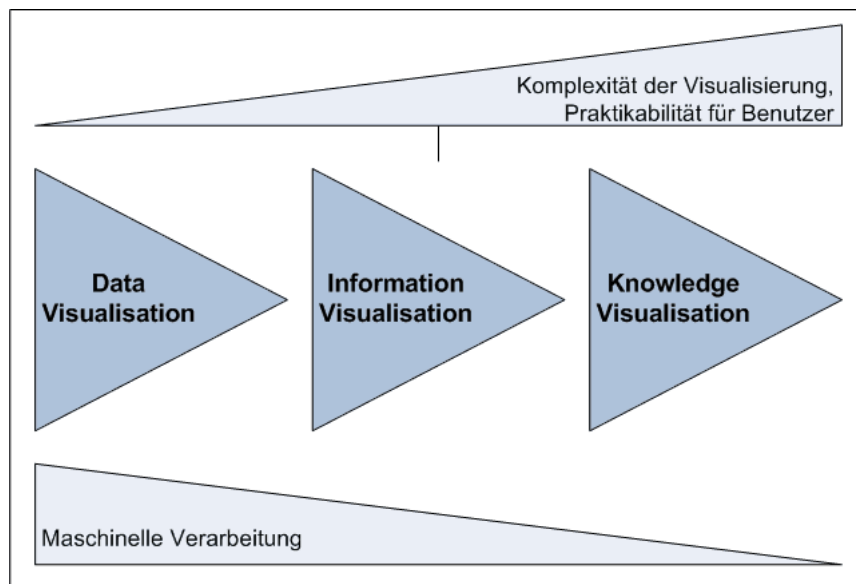 Komplexität der Visualisierung,
Praktikabilität für Benutzer
Data
Visualisation
Information
Visualisation
Knowledge
Visualisation
Maschinelle Verarbeitung